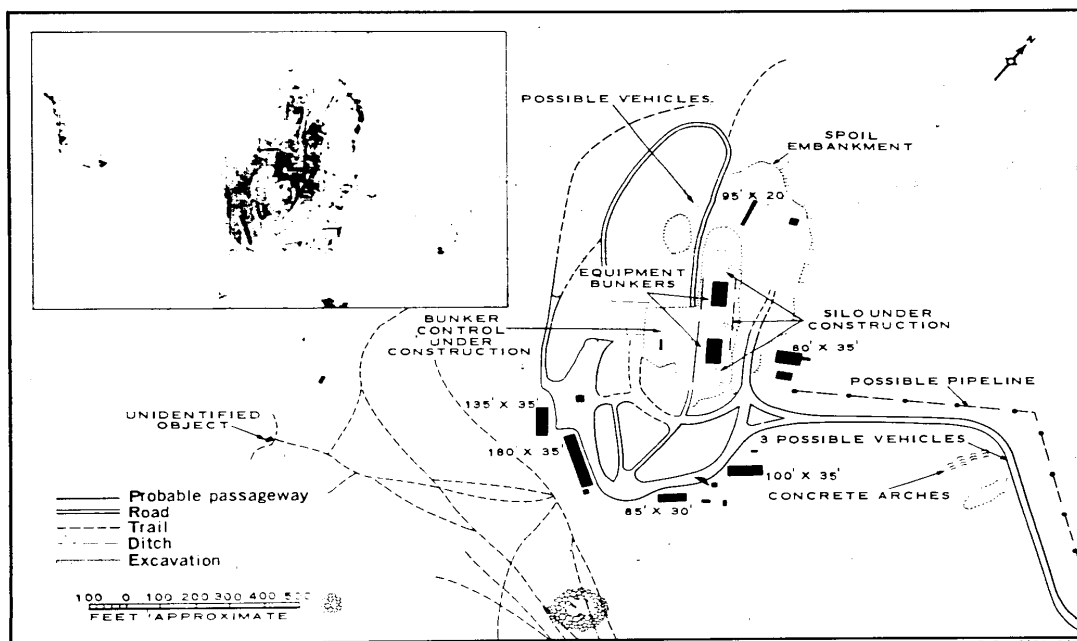 N
POSSIBLE VEHICLES
SPOIL
EMBANKMENT
95' X 20'
EQUIPMENT
BUNKERS
BUNKER
CONTROL
UNDER
CONSTRUCTION
SILO UNDER
CONSTRUCTION
80' X 35'
POSSIBLE PIPELINE
135' X 35'
UNIDENTIFIED
OBJECT
180' X 35'
3 POSSIBLE VEHICLES
100' X 35'
CONCRETE ARCHES
85' X 30'
Probable passageway
Road
Trail
Ditch
Excavation
100 0 100 200 300 400 500
FEET APPROXIMATE